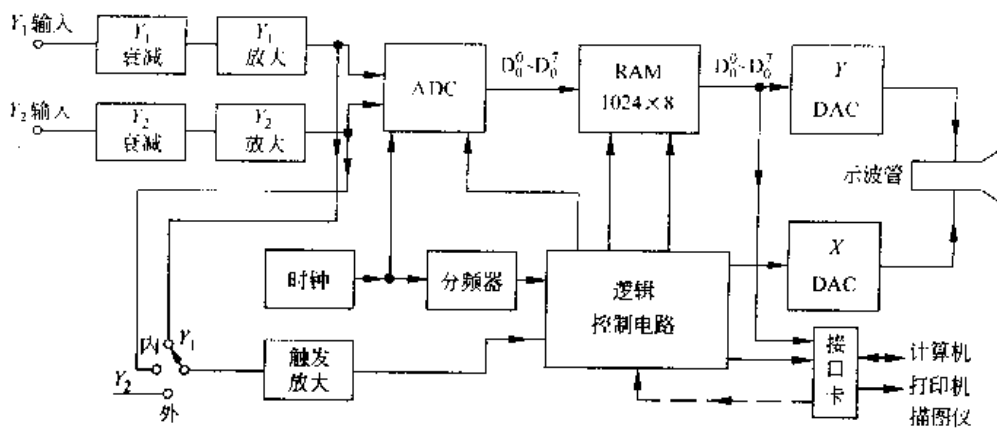 Y₁输入
Y₁
衰减
Y₁
放大
ADC
D₀⁰~D₀⁷
RAM
1024×8
D₀⁰~D₀⁷
Y
DAC
Y₂输入
Y₂
衰减
Y₂
放大
示波管
时钟
分频器
逻辑
控制电路
X
DAC
内
Y₁
Y₂
外
触发
放大
接
口
卡
计算机
打印机
描图仪